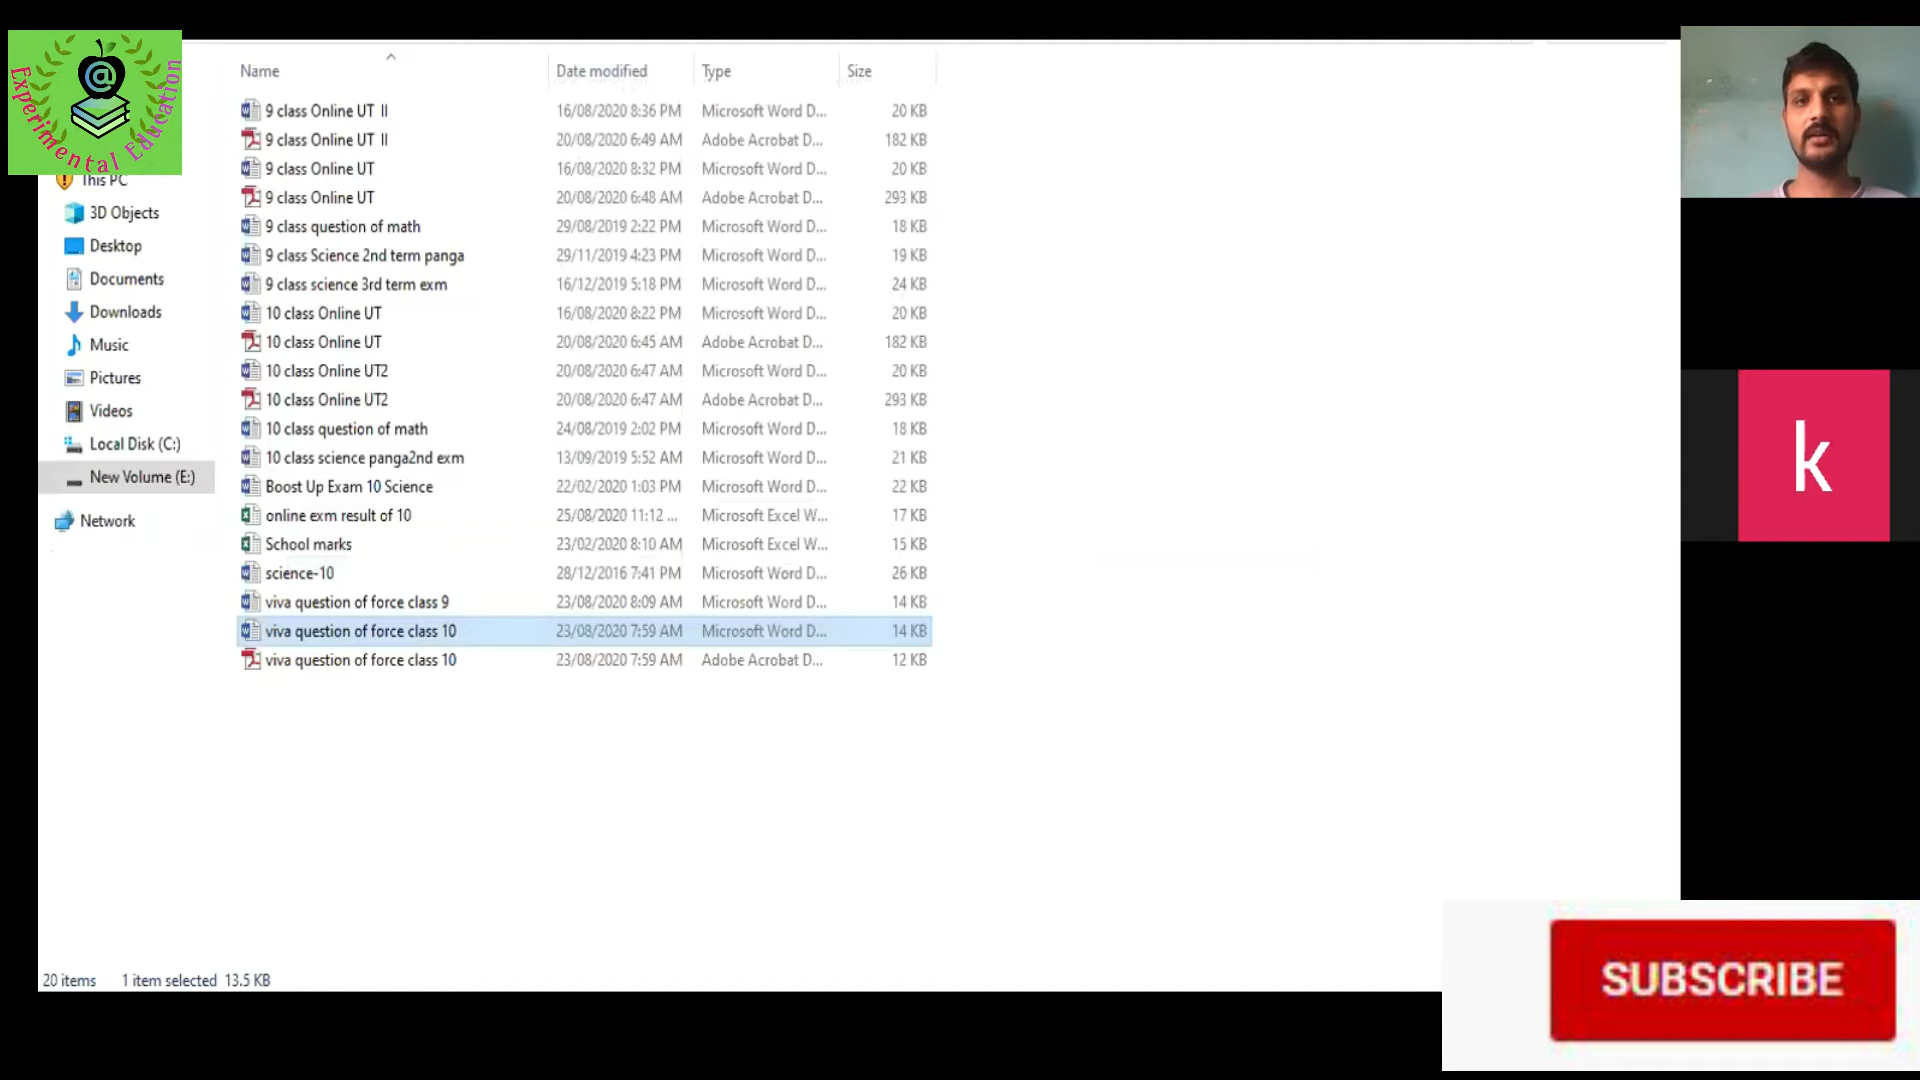 Experimental Education
@
Name Date modified Type Size
9 class Online UT II 16/08/2020 8:36 PM Microsoft Word D... 20 KB
9 class Online UT II 20/08/2020 6:49 AM Adobe Acrobat D... 182 KB
9 class Online UT 16/08/2020 8:32 PM Microsoft Word D... 20 KB
This PC
9 class Online UT 20/08/2020 6:48 AM Adobe Acrobat D... 293 KB
3D Objects
9 class question of math 29/08/2019 2:22 PM Microsoft Word D... 18 KB
Desktop
9 class Science 2nd term panga 29/11/2019 4:23 PM Microsoft Word D... 19 KB
Documents
9 class science 3rd term exm 16/12/2019 5:18 PM Microsoft Word D... 24 KB
Downloads
10 class Online UT 16/08/2020 8:22 PM Microsoft Word D... 20 KB
Music
10 class Online UT 20/08/2020 6:45 AM Adobe Acrobat D... 182 KB
Pictures
10 class Online UT2 20/08/2020 6:47 AM Microsoft Word D... 20 KB
Videos
10 class Online UT2 20/08/2020 6:47 AM Adobe Acrobat D... 293 KB
10 class question of math 24/08/2019 2:02 PM Microsoft Word D... 18 KB
Local Disk (C:)
10 class science panga2nd exm 13/09/2019 5:52 AM Microsoft Word D... 21 KB
New Volume (E:)
Boost Up Exam 10 Science 22/02/2020 1:03 PM Microsoft Word D... 22 KB
Network
online exm result of 10 25/08/2020 11:12 ... Microsoft Excel W... 17 KB
School marks 23/02/2020 8:10 AM Microsoft Excel W... 15 KB
science-10 28/12/2016 7:41 PM Microsoft Word D... 26 KB
viva question of force class 9 23/08/2020 8:09 AM Microsoft Word D... 14 KB
viva question of force class 10 23/08/2020 7:59 AM Microsoft Word D... 14 KB
viva question of force class 10 23/08/2020 7:59 AM Adobe Acrobat D... 12 KB
k
20 items 1 item selected 13.5 KB
SUBSCRIBE